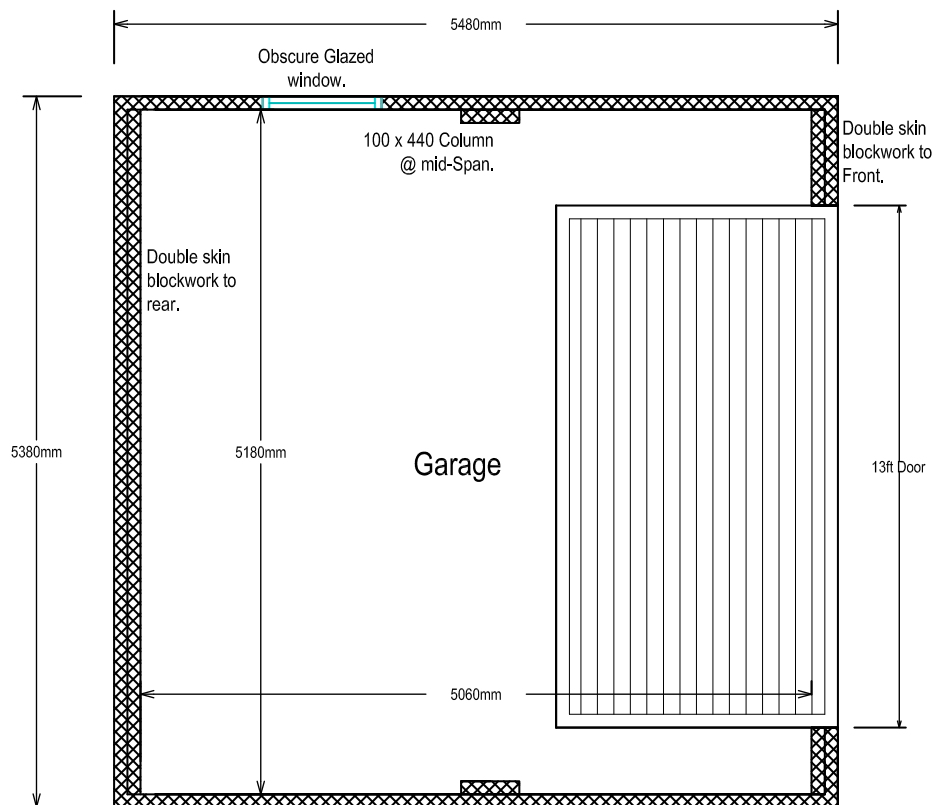 5480mm
Obscure Glazed
window.
100 x 440 Column
@ mid-Span.
Double skin
blockwork to
Front.
Double skin
blockwork to
rear.
5380mm
5180mm
Garage
13ft Door
5060mm